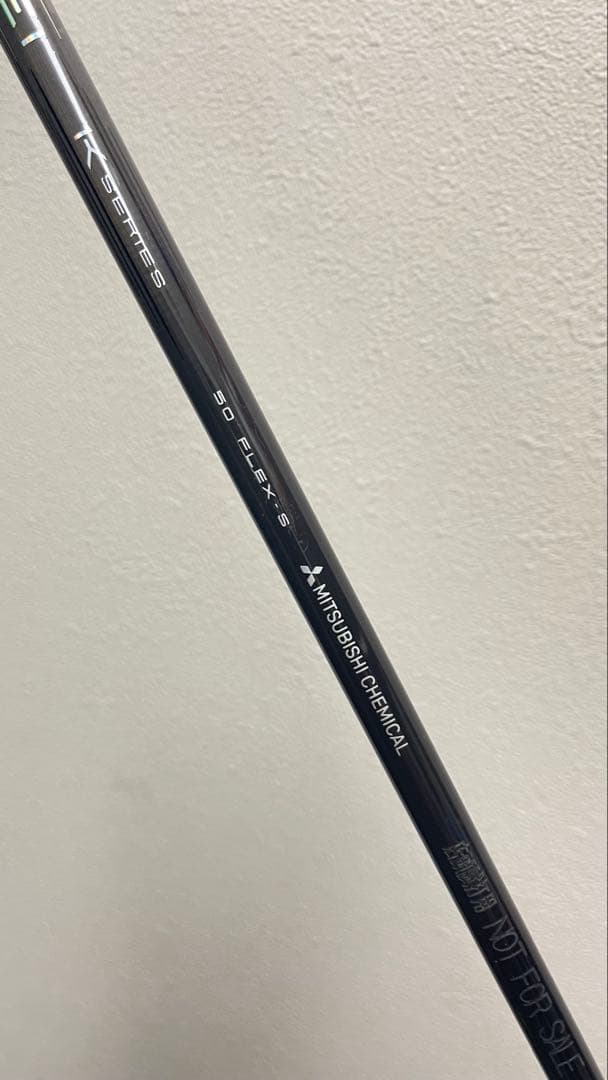 K SERIES
50 FLEX-S
MITSUBISHI CHEMICAL
NOT FOR SALE